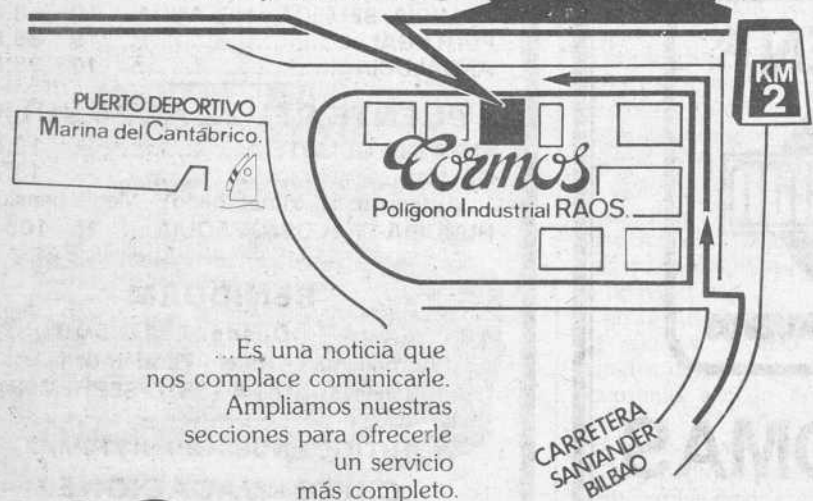 KM
2
PUERTO DEPORTIVO
Marina del Cantábrico.
Tormos
Polígono Industrial RAOS.
...Es una noticia que
nos complace comunicarle.
Ampliamos nuestras
secciones para ofrecerle
un servicio
más completo.
CARRETERA
SANTANDER
BILBAO